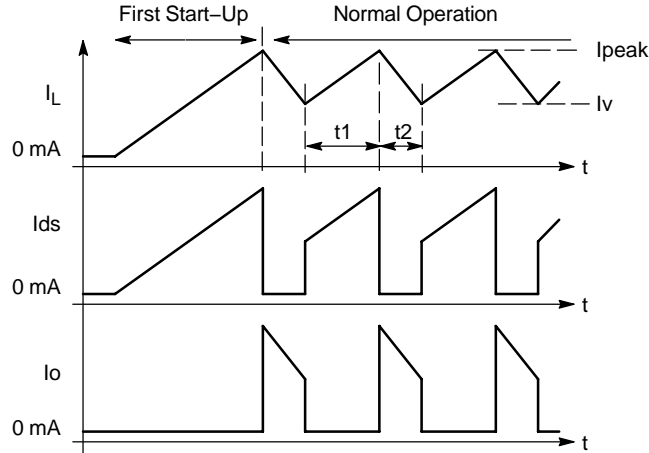 First Start–Up
Normal Operation
Ipeak
IL
Iv
t1
t2
0 mA
t
Ids
0 mA
t
Io
0 mA
t